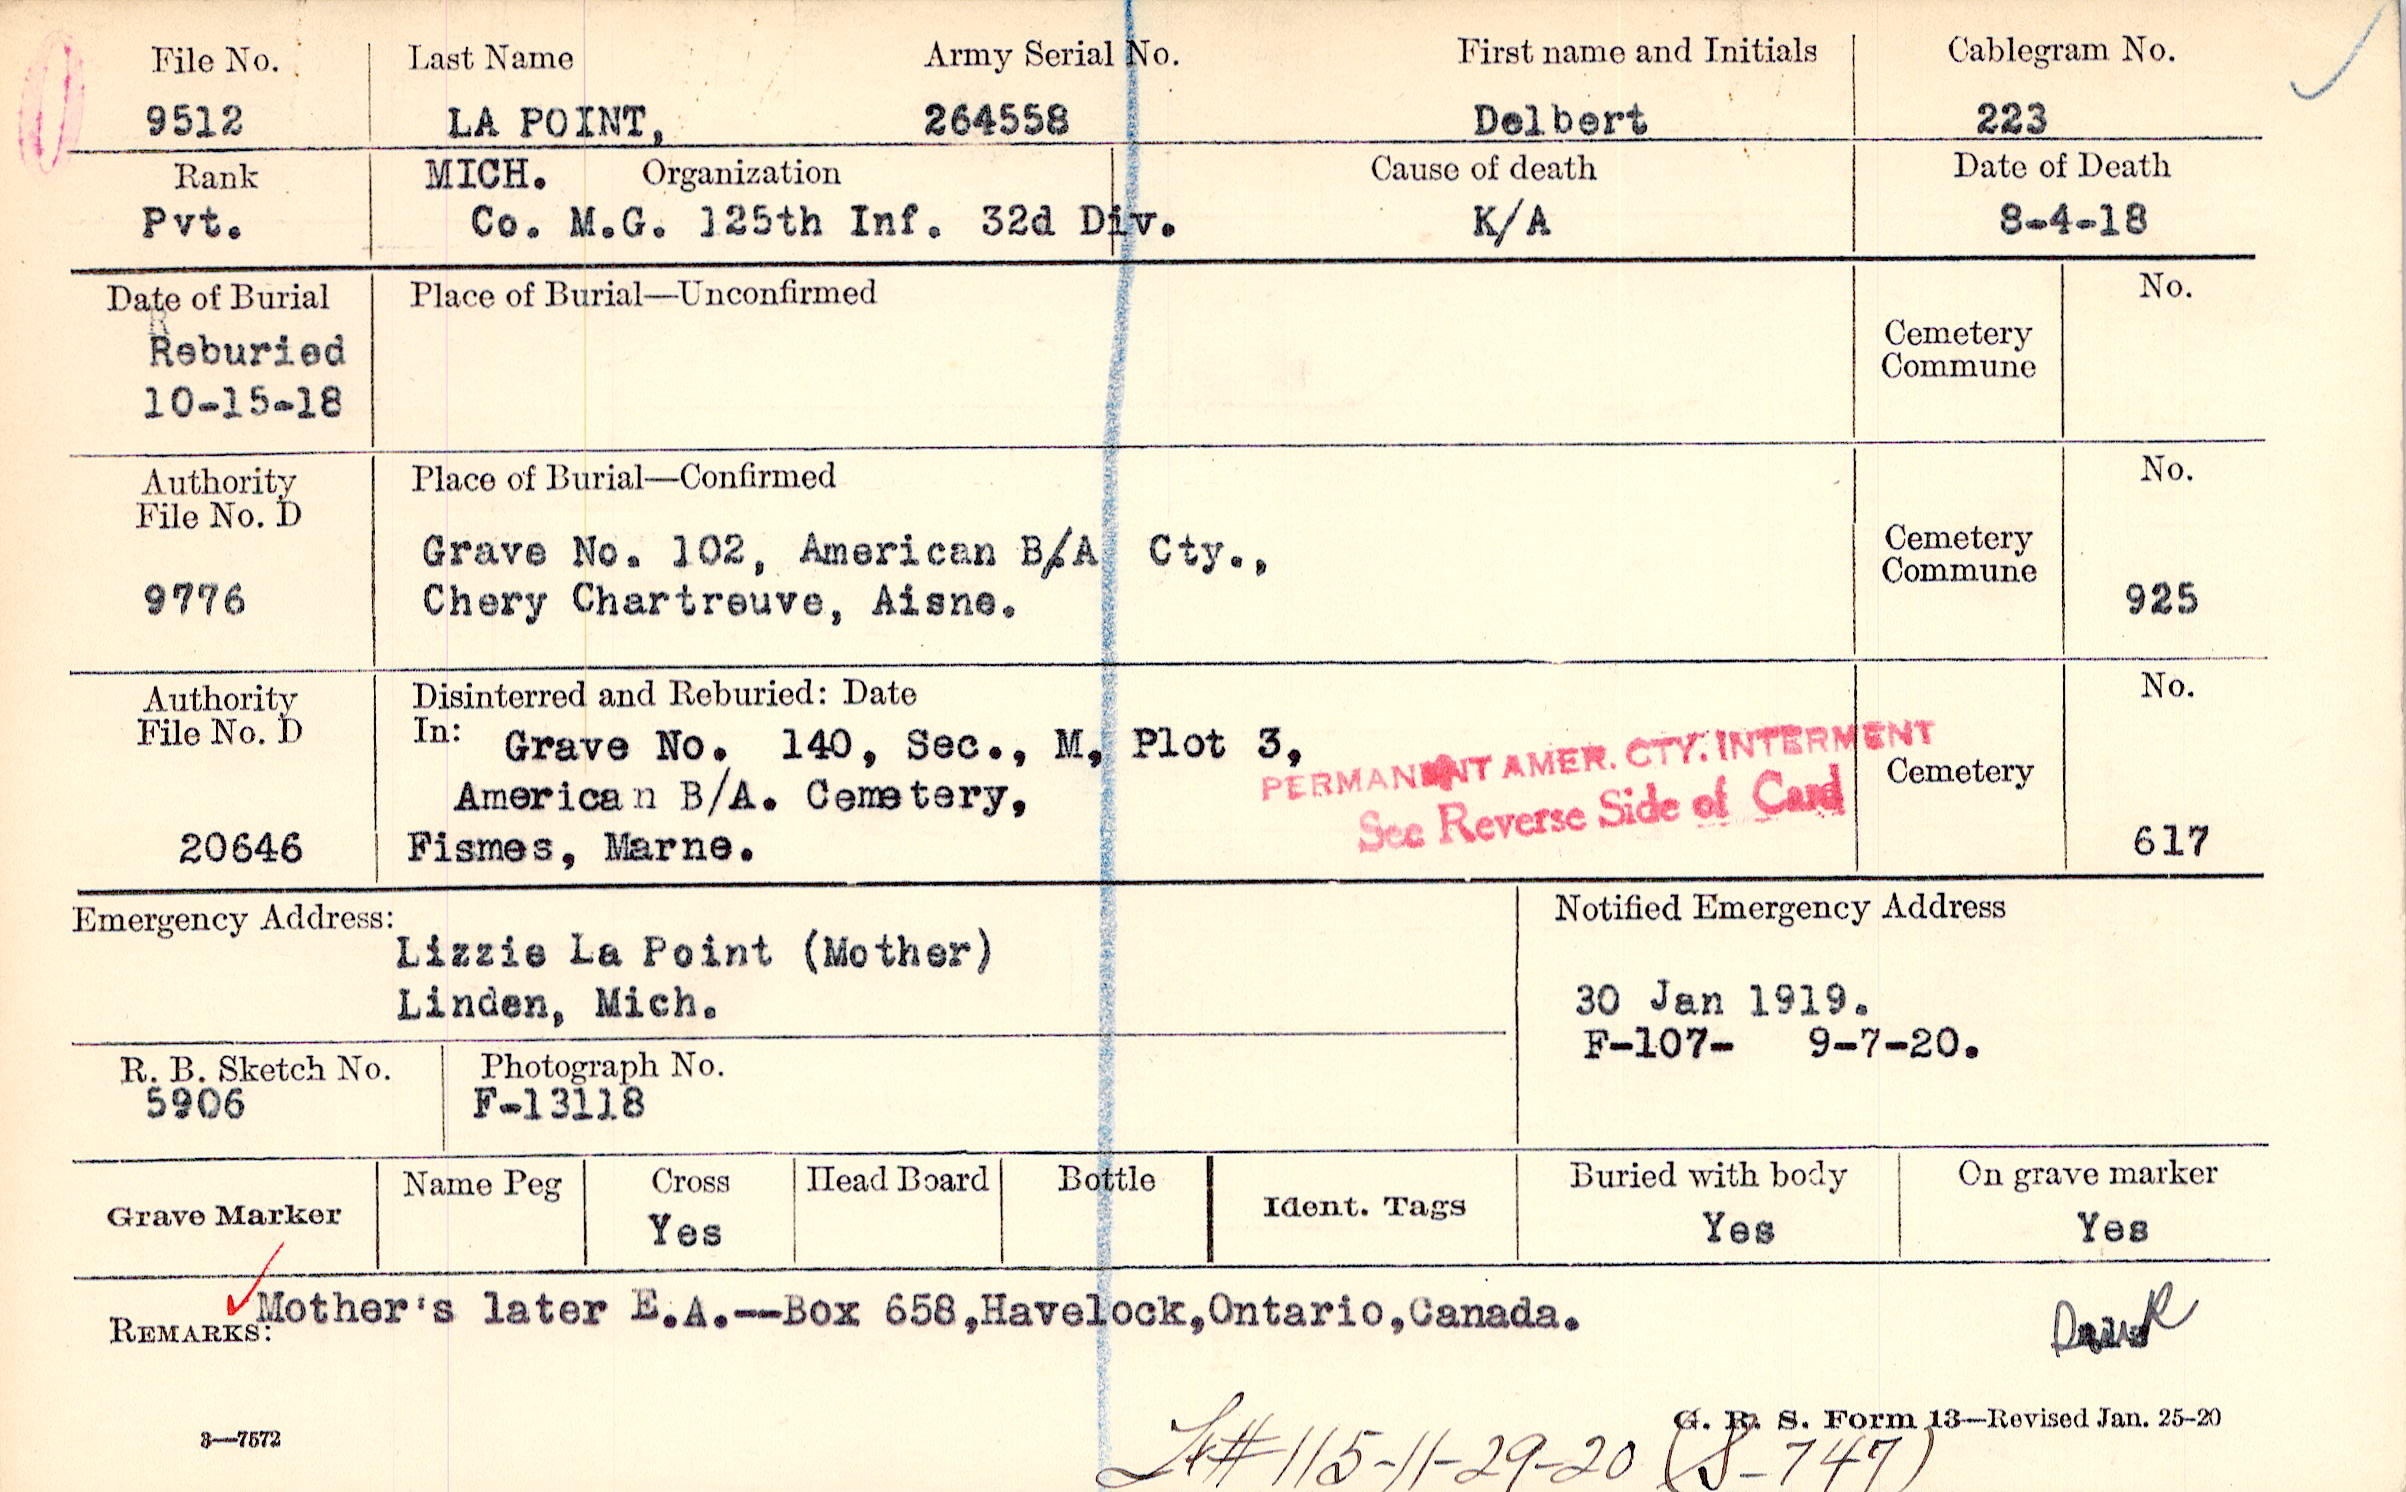 File No. Last Name Army Serial No. First name and Initials Cablegram No.
9512 LA POINT, 264558 Delbert 223
Rank MICH. Organization Cause of death Date of Death
Pvt. Co. M.G. 125th Inf. 32d Div. K/A 8-4-18
Date of Burial Place of Burial—Unconfirmed No.
Reburied Cemetery
Commune
10-15-18
Authority Place of Burial—Confirmed No.
File No. D
Grave No. 102, American B/A Cty., Cemetery
Commune
9776 Chery Chartreuve, Aisne. 925
Authority Disinterred and Reburied: Date No.
File No. D In: Grave No. 140, Sec., M, Plot 3,
PERMANENT AMER. CTY. INTERMENT
American B/A. Cemetery, Cemetery
See Reverse Side of Card
20646 Fismes, Marne. 617
Emergency Address: Notified Emergency Address
Lizzie La Point (Mother)
Linden, Mich. 30 Jan 1919.
F-107- 9-7-20.
R. B. Sketch No. Photograph No.
5906 F-13118
Grave Marker Name Peg Cross Head Board Bottle Ident. Tags Buried with body On grave marker
Yes Yes Yes
REMARKS: Mother's later E.A.--Box 658,Havelock,Ontario,Canada.
3—7572 G. R. S. Form 13—Revised Jan. 25-20
# 115-11-29-20 (S-747)